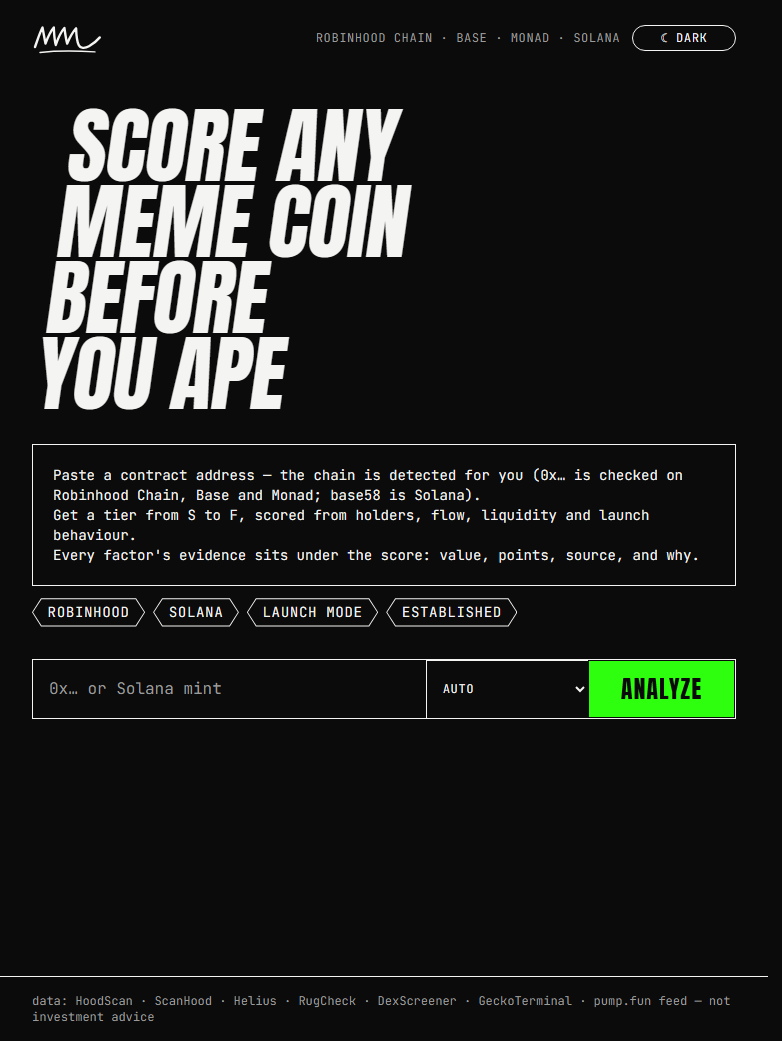 ROBINHOOD CHAIN · BASE · MONAD · SOLANA
☾ DARK
SCORE ANY
MEME COIN
BEFORE
YOU APE
Paste a contract address — the chain is detected for you (0x… is checked on
Robinhood Chain, Base and Monad; base58 is Solana).
Get a tier from S to F, scored from holders, flow, liquidity and launch
behaviour.
Every factor's evidence sits under the score: value, points, source, and why.
ROBINHOOD
SOLANA
LAUNCH MODE
ESTABLISHED
0x… or Solana mint
AUTO
ANALYZE
data: HoodScan · ScanHood · Helius · RugCheck · DexScreener · GeckoTerminal · pump.fun feed — not
investment advice